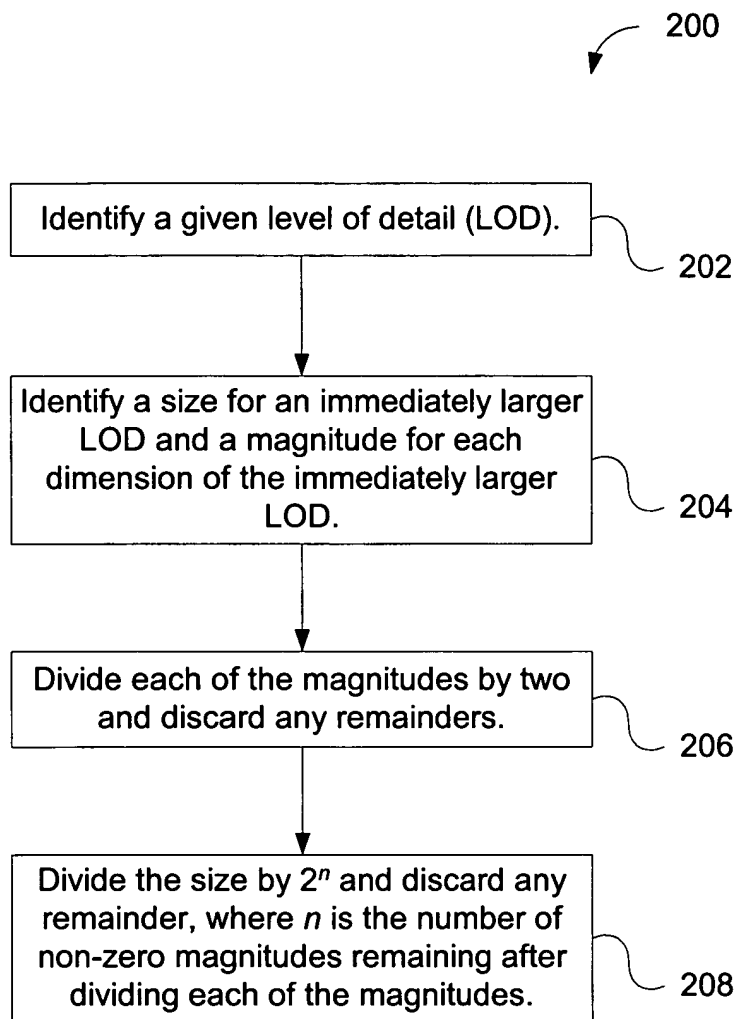 200
Identify a given level of detail (LOD).
202
Identify a size for an immediately larger
LOD and a magnitude for each
dimension of the immediately larger
LOD.
204
Divide each of the magnitudes by two
and discard any remainders.
206
Divide the size by 2ⁿ and discard any
remainder, where n is the number of
non-zero magnitudes remaining after
dividing each of the magnitudes.
208